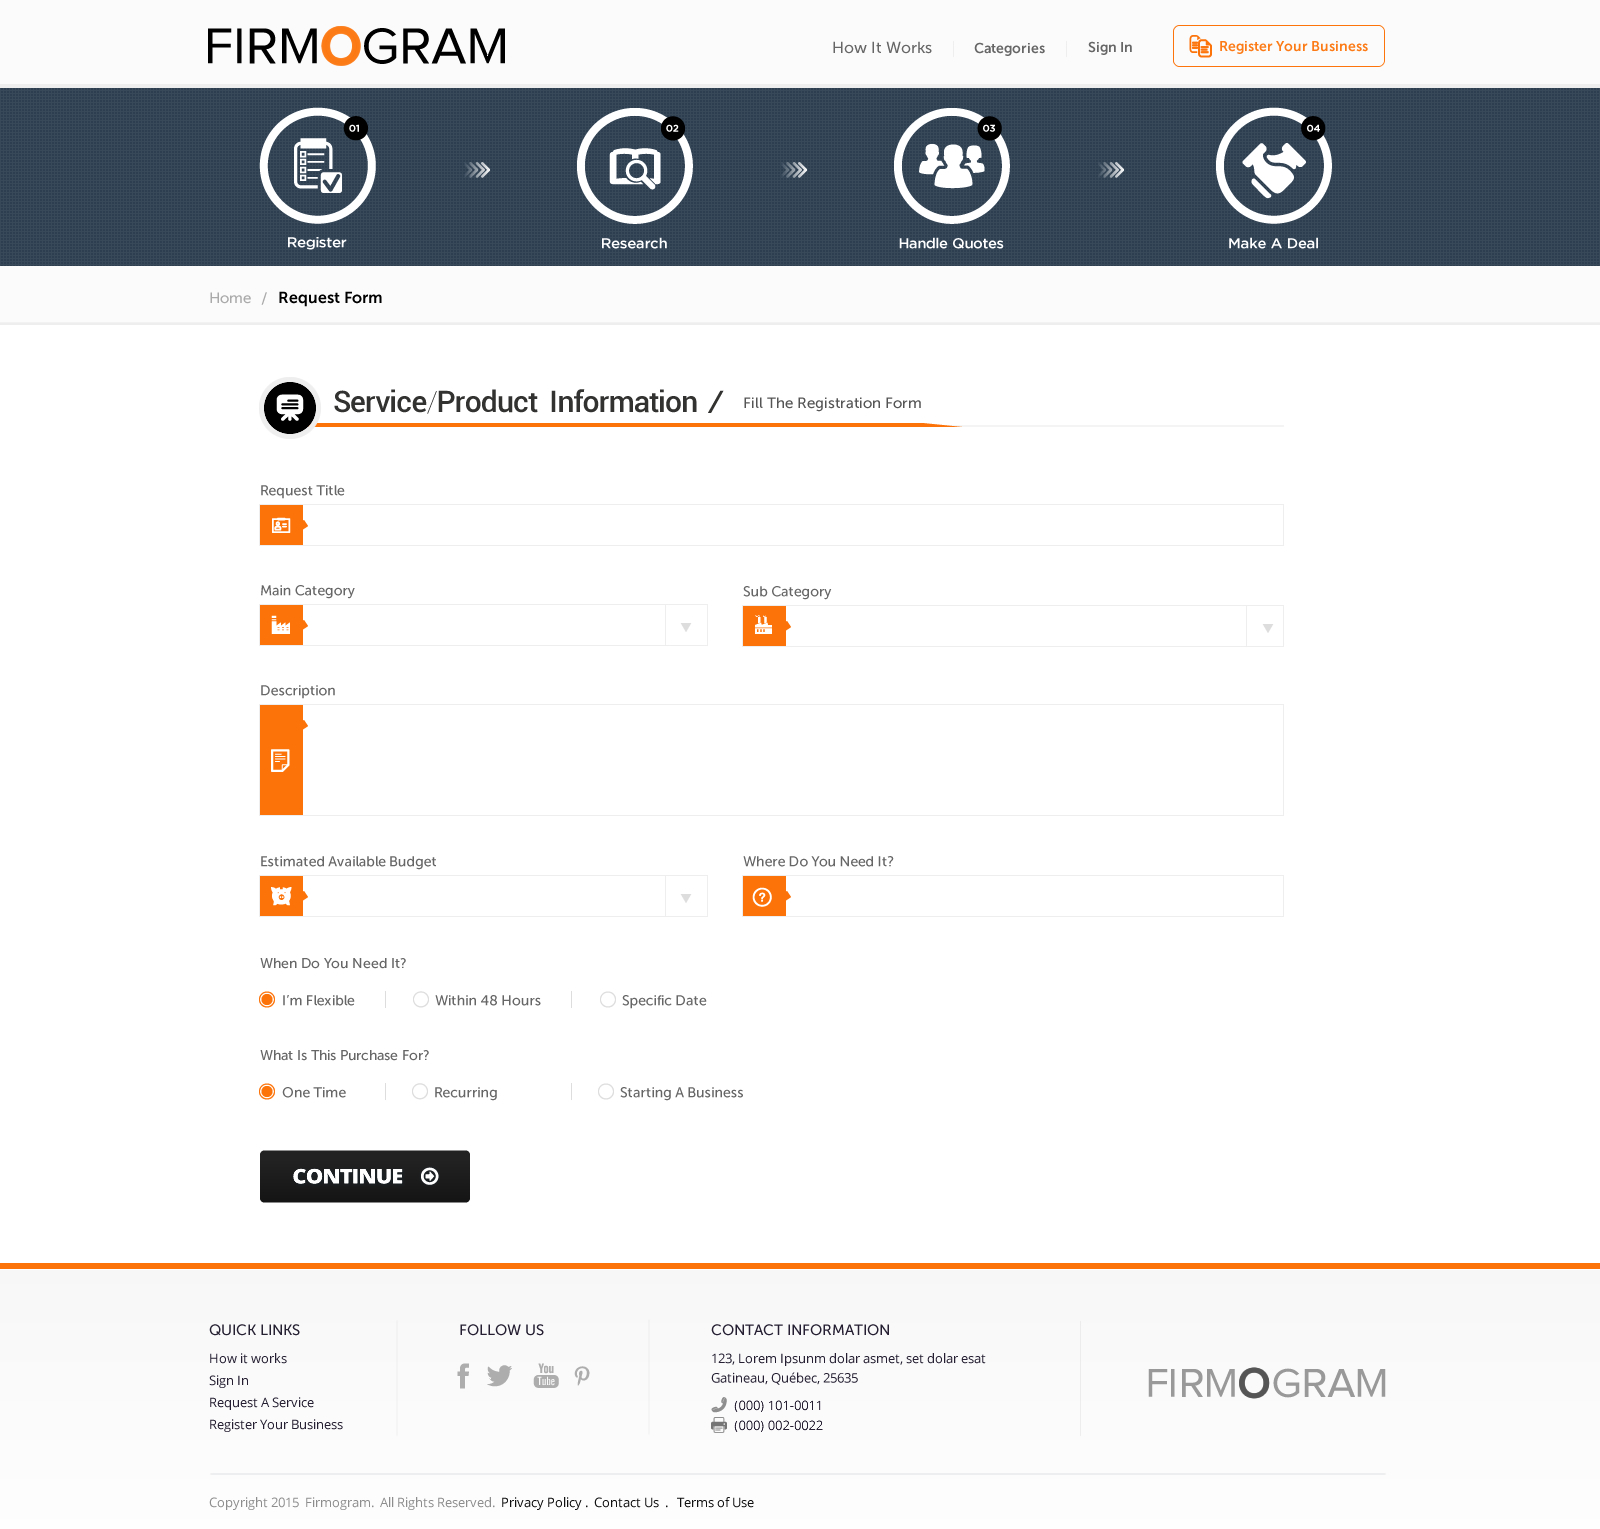 FIRMOGRAM
How It Works
Categories
Sign In
Register Your Business
01
02
03
04
Register
Research
Handle Quotes
Make A Deal
Home / Request Form
Service/Product Information / Fill The Registration Form
Request Title
Main Category
Sub Category
Description
Estimated Available Budget
Where Do You Need It?
When Do You Need It?
I'm Flexible
Within 48 Hours
Specific Date
What Is This Purchase For?
One Time
Recurring
Starting A Business
CONTINUE
QUICK LINKS
How it works
Sign In
Request A Service
Register Your Business
FOLLOW US
You
Tube
CONTACT INFORMATION
123, Lorem Ipsunm dolar asmet, set dolar esat
Gatineau, Québec, 25635
(000) 101-0011
(000) 002-0022
FIRMOGRAM
Copyright 2015 Firmogram. All Rights Reserved. Privacy Policy . Contact Us . Terms of Use